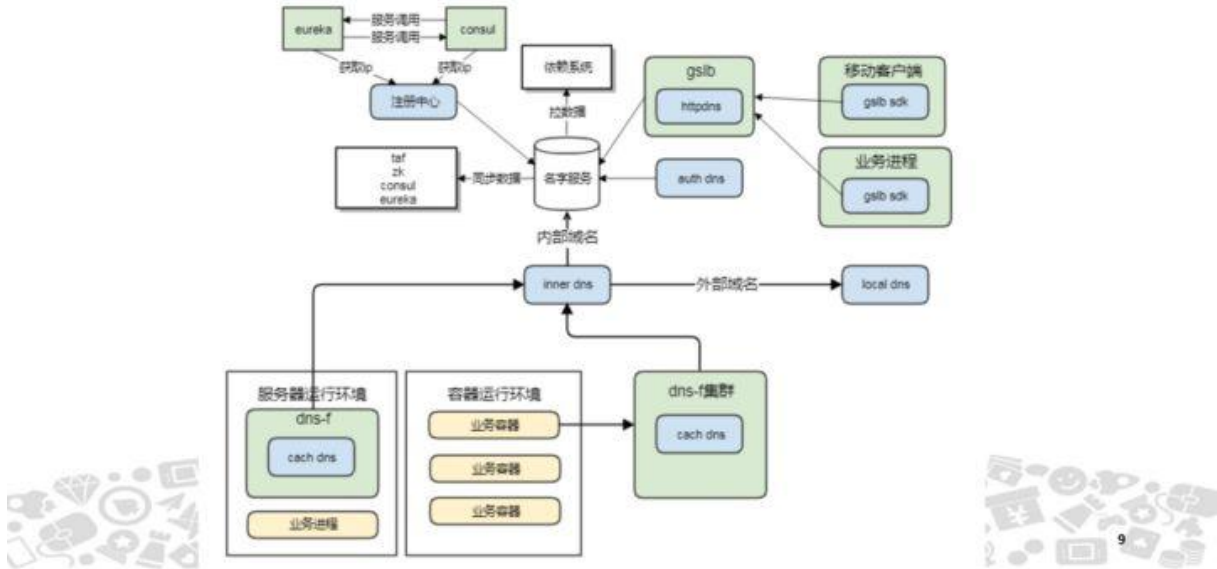 eureka
服务调用
服务调用
consul
获取ip
获取ip
注册中心
依赖系统
拉数据
gslb
httpdns
移动客户端
gslb sdk
业务进程
gslb sdk
taf
zk
consul
eureka
同步数据
名字服务
auth dns
内部域名
inner dns
外部域名
local dns
服务器运行环境
dns-f
cach dns
业务进程
容器运行环境
业务容器
业务容器
业务容器
dns-f集群
cach dns
9